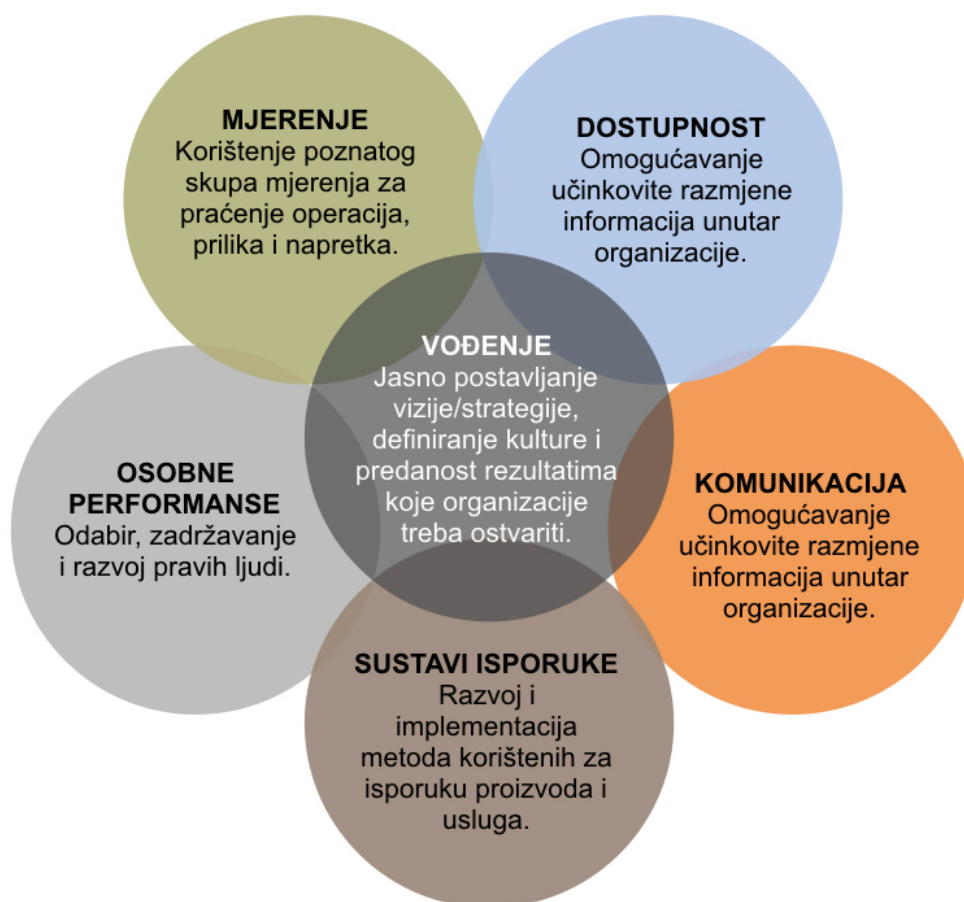 MJERENJE
Korištenje poznatog
skupa mjerenja za
praćenje operacija,
prilika i napretka.
DOSTUPNOST
Omogućavanje
učinkovite razmjene
informacija unutar
organizacije.
VOĐENJE
Jasno postavljanje
vizije/strategije,
definiranje kulture i
predanost rezultatima
koje organizacije
treba ostvariti.
OSOBNE
PERFORMANSE
Odabir, zadržavanje
i razvoj pravih ljudi.
KOMUNIKACIJA
Omogućavanje
učinkovite razmjene
informacija unutar
organizacije.
SUSTAVI ISPORUKE
Razvoj i
implementacija
metoda korištenih za
isporuku proizvoda i
usluga.